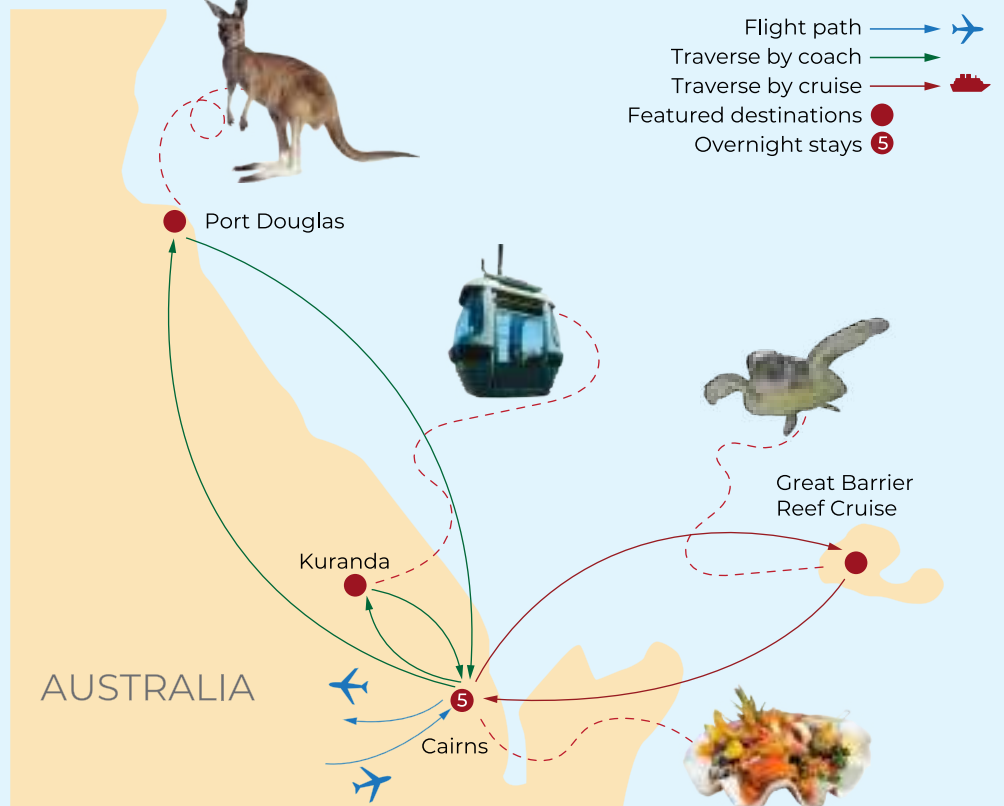 Flight path
Traverse by coach
Traverse by cruise
Featured destinations
Overnight stays 5
Port Douglas
Great Barrier
Reef Cruise
Kuranda
AUSTRALIA
5
Cairns